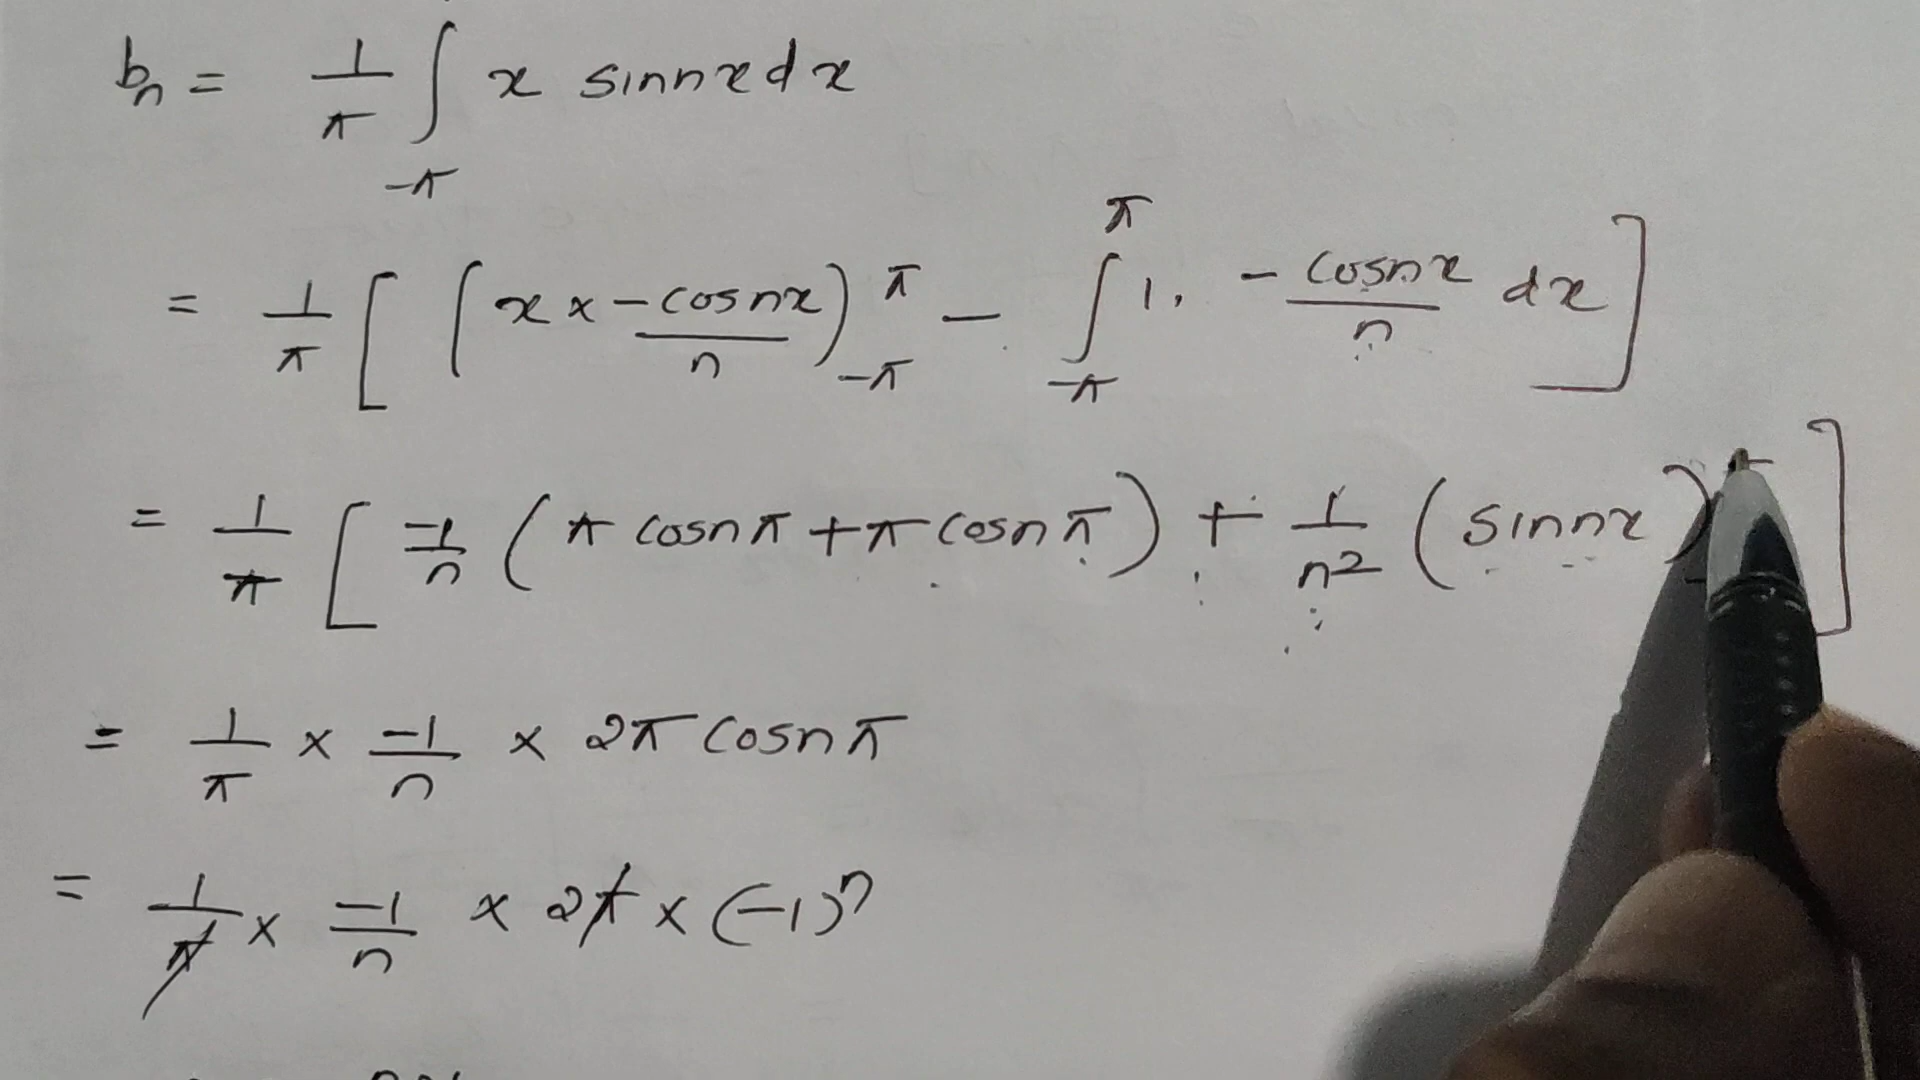 bn = 1/π ∫_{-π} x sin nx dx
= 1/π [ ( x × -cos nx / n )_{-π}^{π} - ∫_{-π}^{π} 1. -cos nx / n dx ]
= 1/π [ -1/n ( π cos nπ + π cos nπ ) + 1/n² ( sin nx ) ]
= 1/π × -1/n × 2π cos nπ
= 1/π × -1/n × 2π × (-1)ⁿ